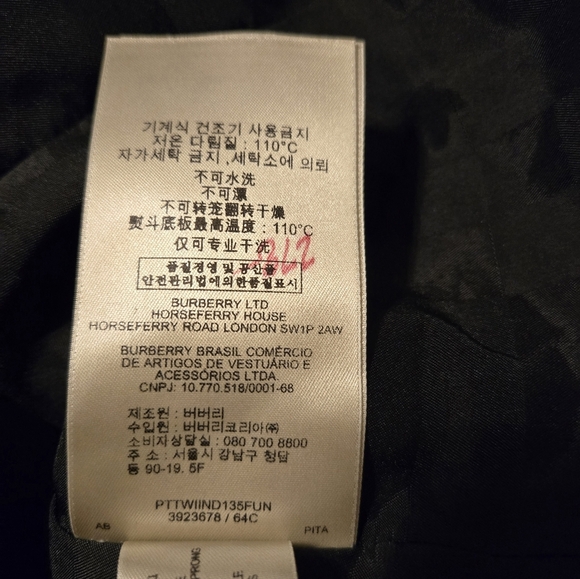 기계식 건조기 사용금지
저온 다림질 : 110°C
자가세탁 금지 ,세탁소에 의뢰
不可水洗
不可漂
不可转笼翻转干燥
熨斗底板最高温度 : 110°C
仅可专业干洗
품질경영 및 공산품
안전관리법에의한품질표시
BURBERRY LTD
HORSEFERRY HOUSE
HORSEFERRY ROAD LONDON SW1P 2AW
BURBERRY BRASIL COMÉRCIO
DE ARTIGOS DE VESTUÁRIO E
ACESSÓRIOS LTDA.
CNPJ: 10.770.518/0001-68
제조원 : 버버리
수입원 : 버버리코리아㈜
소비자상담실 : 080 700 8800
주 소 : 서울시 강남구 청담
동 90-19. 5F
PTTWIIND135FUN
3923678 / 64C
AB
PITA